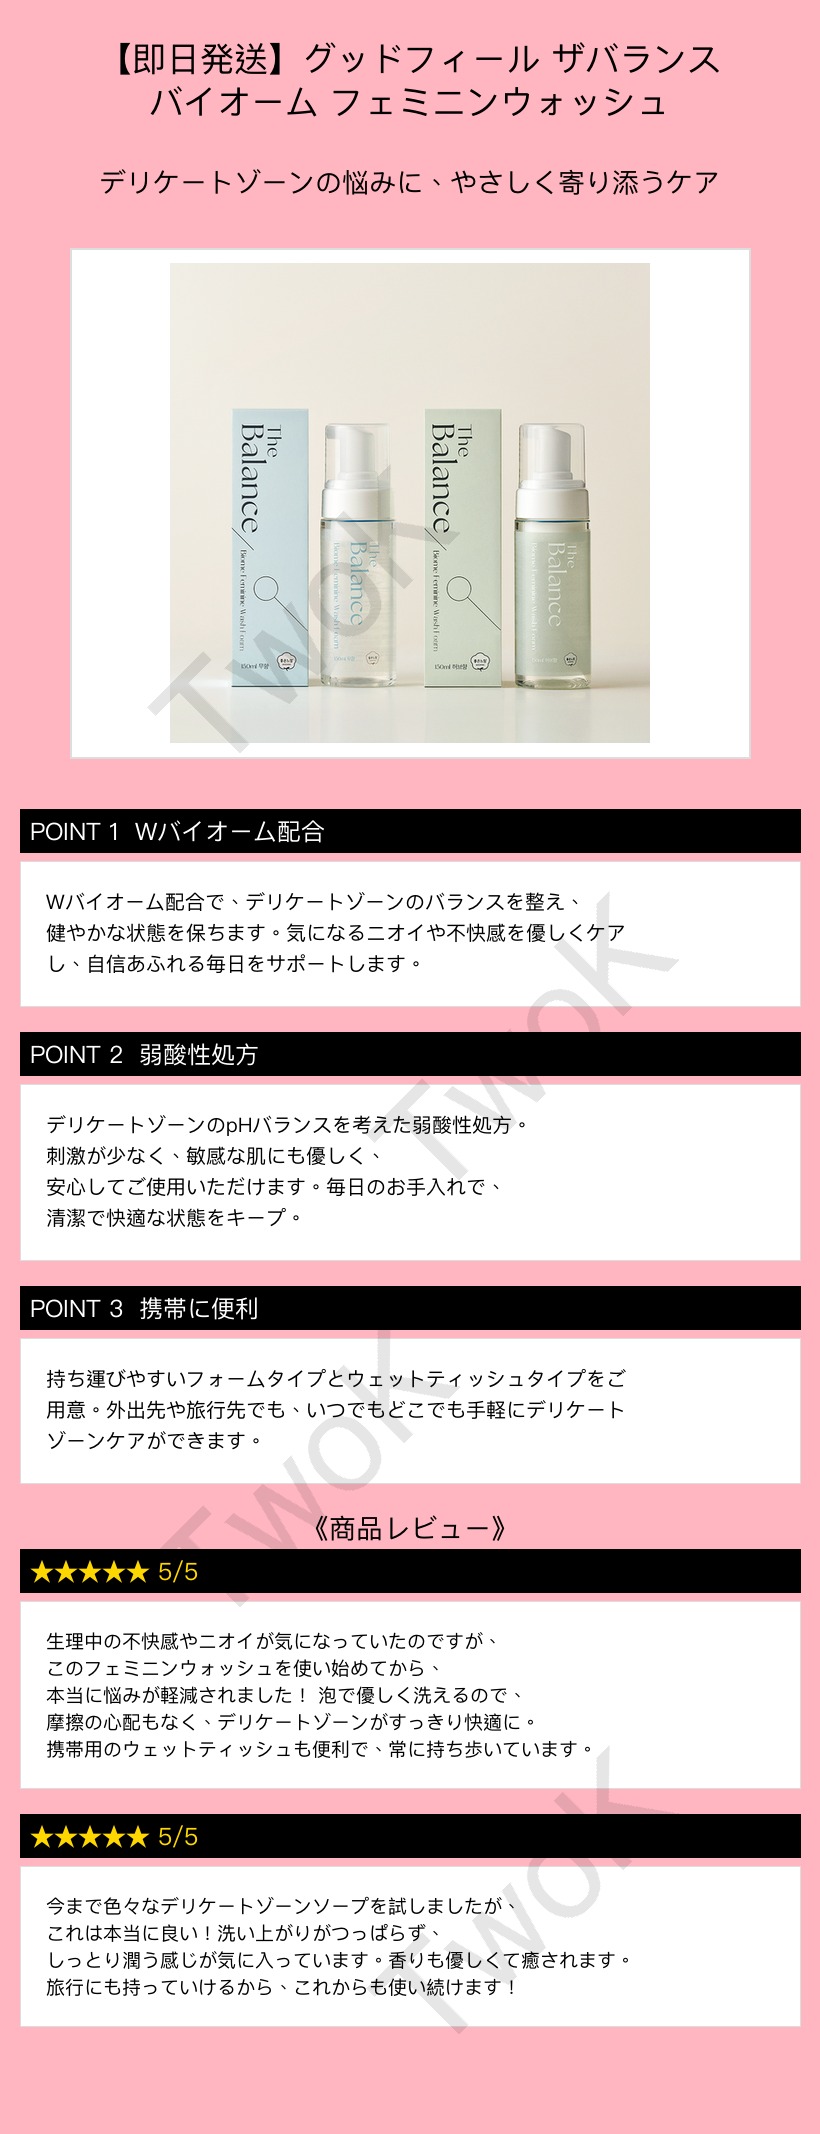 【即日発送】グッドフィール ザバランス
バイオーム フェミニンウォッシュ
デリケートゾーンの悩みに、やさしく寄り添うケア
The
Balance
Biome Feminine Wash Foam
150ml 무향
The
Balance
Biome Feminine Wash Foam
The
Balance
Biome Feminine Wash Foam
150ml 허브향
The
Balance
Biome Feminine Wash Foam
TwoK
POINT 1 Wバイオーム配合
Wバイオーム配合で、デリケートゾーンのバランスを整え、
健やかな状態を保ちます。気になるニオイや不快感を優しくケア
し、自信あふれる毎日をサポートします。
TwoK
POINT 2 弱酸性処方
デリケートゾーンのpHバランスを考えた弱酸性処方。
刺激が少なく、敏感な肌にも優しく、
安心してご使用いただけます。毎日のお手入れで、
清潔で快適な状態をキープ。
POINT 3 携帯に便利
持ち運びやすいフォームタイプとウェットティッシュタイプをご
用意。外出先や旅行先でも、いつでもどこでも手軽にデリケート
ゾーンケアができます。
TwoK
《商品レビュー》
★★★★★ 5/5
生理中の不快感やニオイが気になっていたのですが、
このフェミニンウォッシュを使い始めてから、
本当に悩みが軽減されました！ 泡で優しく洗えるので、
摩擦の心配もなく、デリケートゾーンがすっきり快適に。
携帯用のウェットティッシュも便利で、常に持ち歩いています。
★★★★★ 5/5
今まで色々なデリケートゾーンソープを試しましたが、
これは本当に良い！洗い上がりがつっぱらず、
しっとり潤う感じが気に入っています。香りも優しくて癒されます。
旅行にも持っていけるから、これからも使い続けます！
TwoK